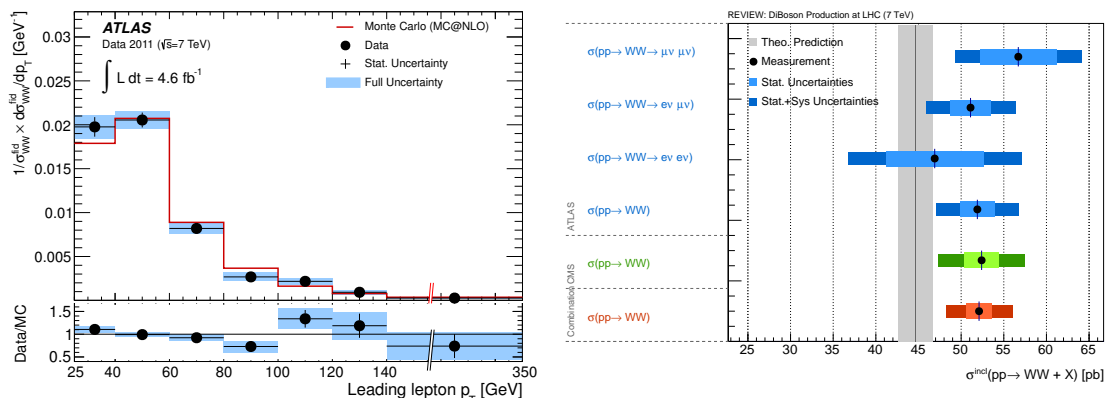 ATLAS
Data 2011 (√s=7 TeV)
∫ L dt = 4.6 fb⁻¹
Monte Carlo (MC@NLO)
Data
Stat. Uncertainty
Full Uncertainty
1/σ^fid_WW × dσ^fid_WW/dp_T [GeV⁻¹]
0.03
0.025
0.02
0.015
0.01
0.005
Data/MC
1.5
1
0.5
25 40 60 80 100 120 140 350
Leading lepton p_T [GeV]
REVIEW: DiBoson Production at LHC (7 TeV)
Theo. Prediction
Measurement
Stat. Uncertainties
Stat.+Sys Uncertainties
σ(pp→ WW→ μν μν)
σ(pp→ WW→ eν μν)
σ(pp→ WW→ eν eν)
σ(pp→ WW)
σ(pp→ WW)
σ(pp→ WW)
ATLAS
CMS
Combination
25 30 35 40 45 50 55 60 65
σ^incl(pp→ WW + X) [pb]